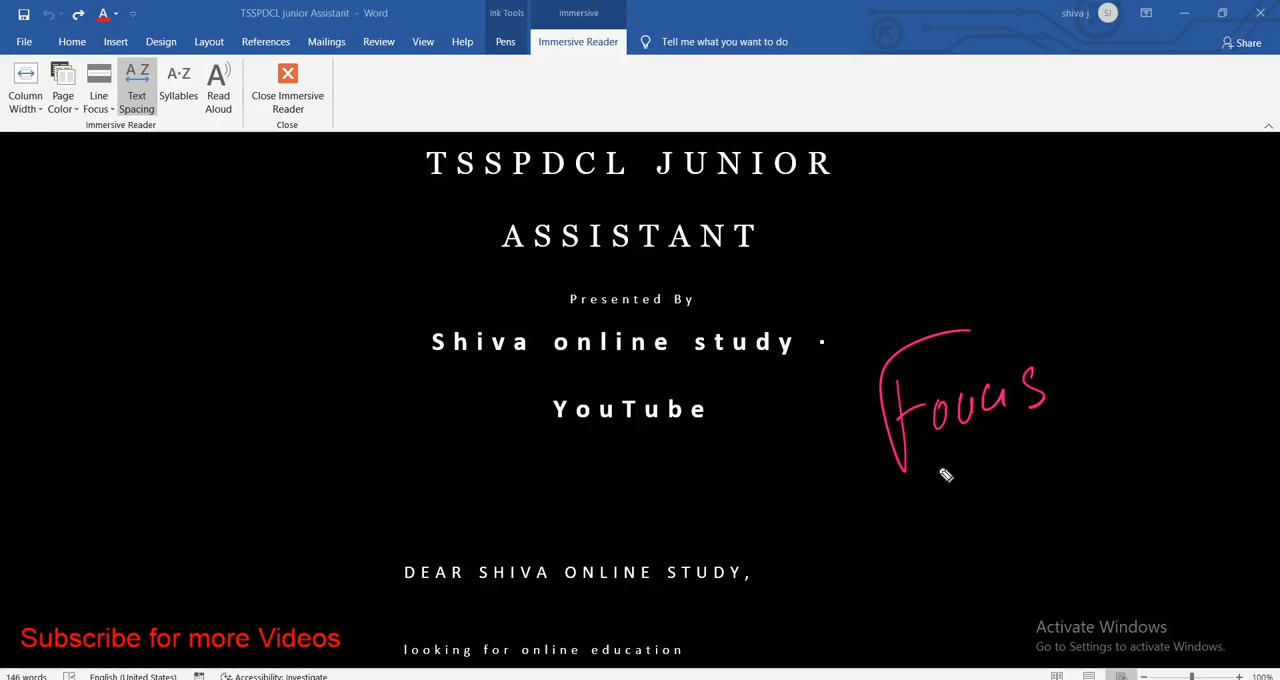 TSSPDCL junior Assistant - Word
Ink Tools
Immersive
shiva j
SJ
File
Home
Insert
Design
Layout
References
Mailings
Review
View
Help
Pens
Immersive Reader
Tell me what you want to do
Share
Column Width
Page Color
Line Focus
Text Spacing
Syllables
Read Aloud
Close Immersive Reader
Immersive Reader
Close
TSSPDCL JUNIOR
ASSISTANT
Presented By
Shiva online study ·
YouTube
Focus
DEAR SHIVA ONLINE STUDY,
looking for online education
Subscribe for more Videos
Activate Windows
Go to Settings to activate Windows.
146 words
English (United States)
Accessibility: Investigate
100%